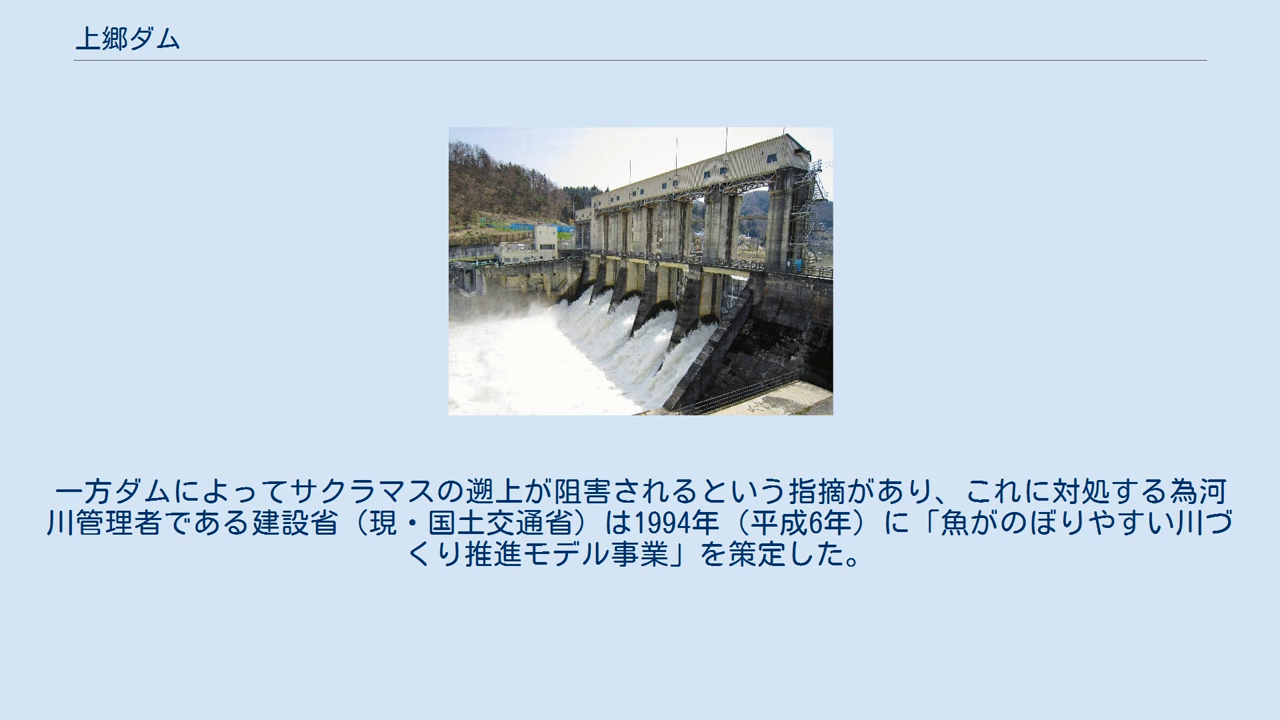 上郷ダム
一方ダムによってサクラマスの遡上が阻害されるという指摘があり、これに対処する為河
川管理者である建設省（現・国土交通省）は1994年（平成6年）に「魚がのぼりやすい川づ
くり推進モデル事業」を策定した。